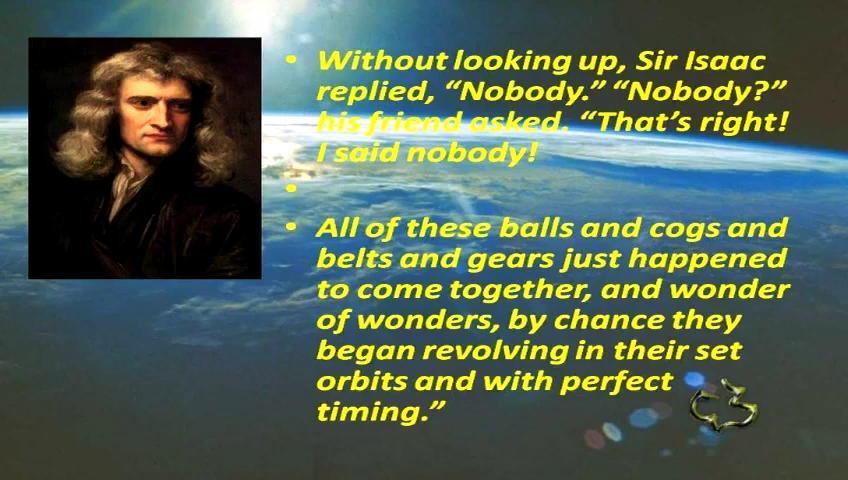 • Without looking up, Sir Isaac
replied, “Nobody.” “Nobody?”
his friend asked. “That’s right!
I said nobody!
•
• All of these balls and cogs and
belts and gears just happened
to come together, and wonder
of wonders, by chance they
began revolving in their set
orbits and with perfect
timing.”